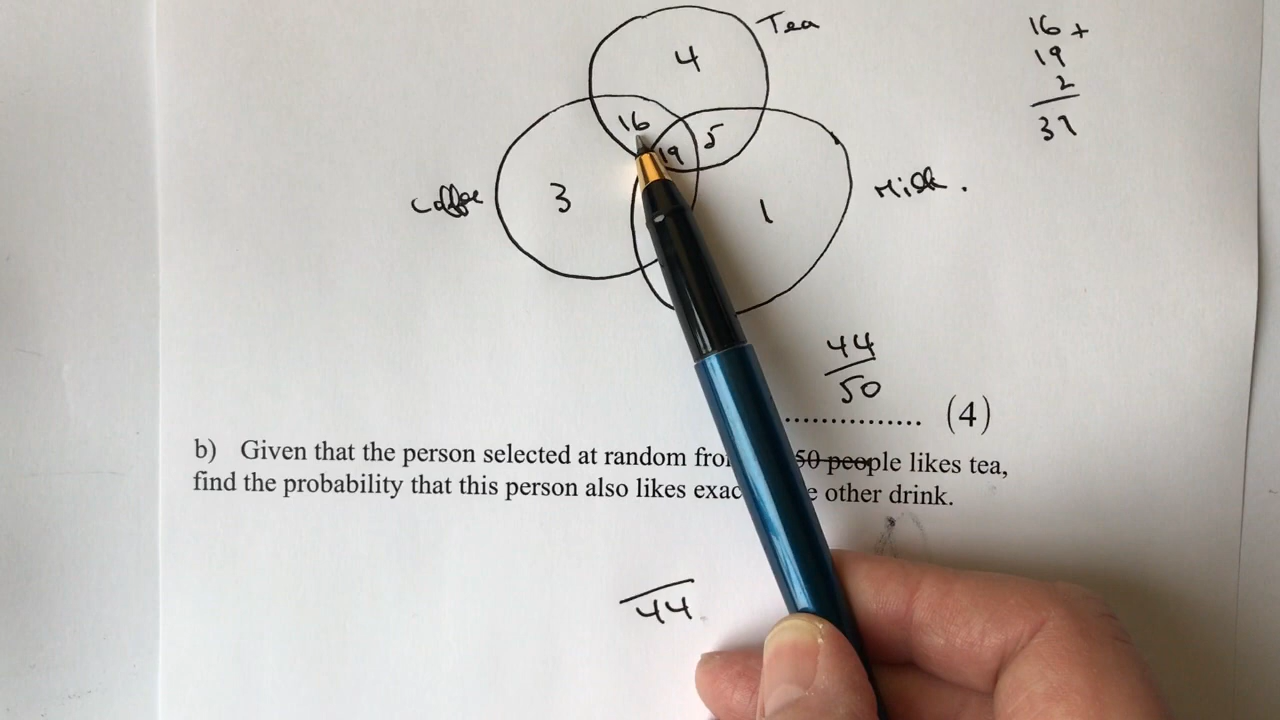 Tea
4
16 +
19
2
37
16
5
19
Coffee
3
1
Milk.
44
50
............... (4)
b) Given that the person selected at random 50 people likes tea,
find the probability that this person also likes other drink.
44